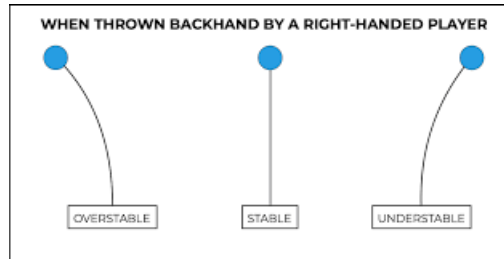 WHEN THROWN BACKHAND BY A RIGHT-HANDED PLAYER
OVERSTABLE
STABLE
UNDERSTABLE